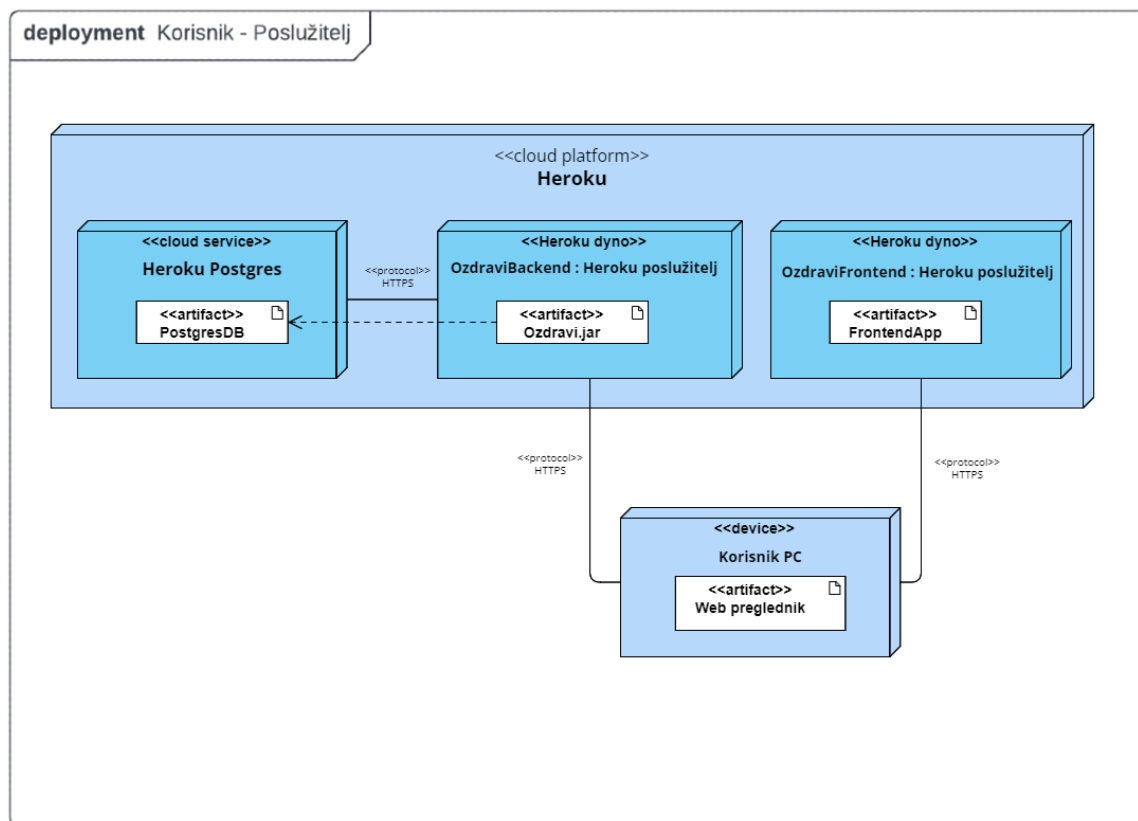 deployment Korisnik - Poslužitelj
<<cloud platform>>
Heroku
<<cloud service>>
Heroku Postgres
<<artifact>>
PostgresDB
<<protocol>>
HTTPS
<<Heroku dyno>>
OzdraviBackend : Heroku poslužitelj
<<artifact>>
Ozdravi.jar
<<Heroku dyno>>
OzdraviFrontend : Heroku poslužitelj
<<artifact>>
FrontendApp
<<protocol>>
HTTPS
<<protocol>>
HTTPS
<<device>>
Korisnik PC
<<artifact>>
Web preglednik